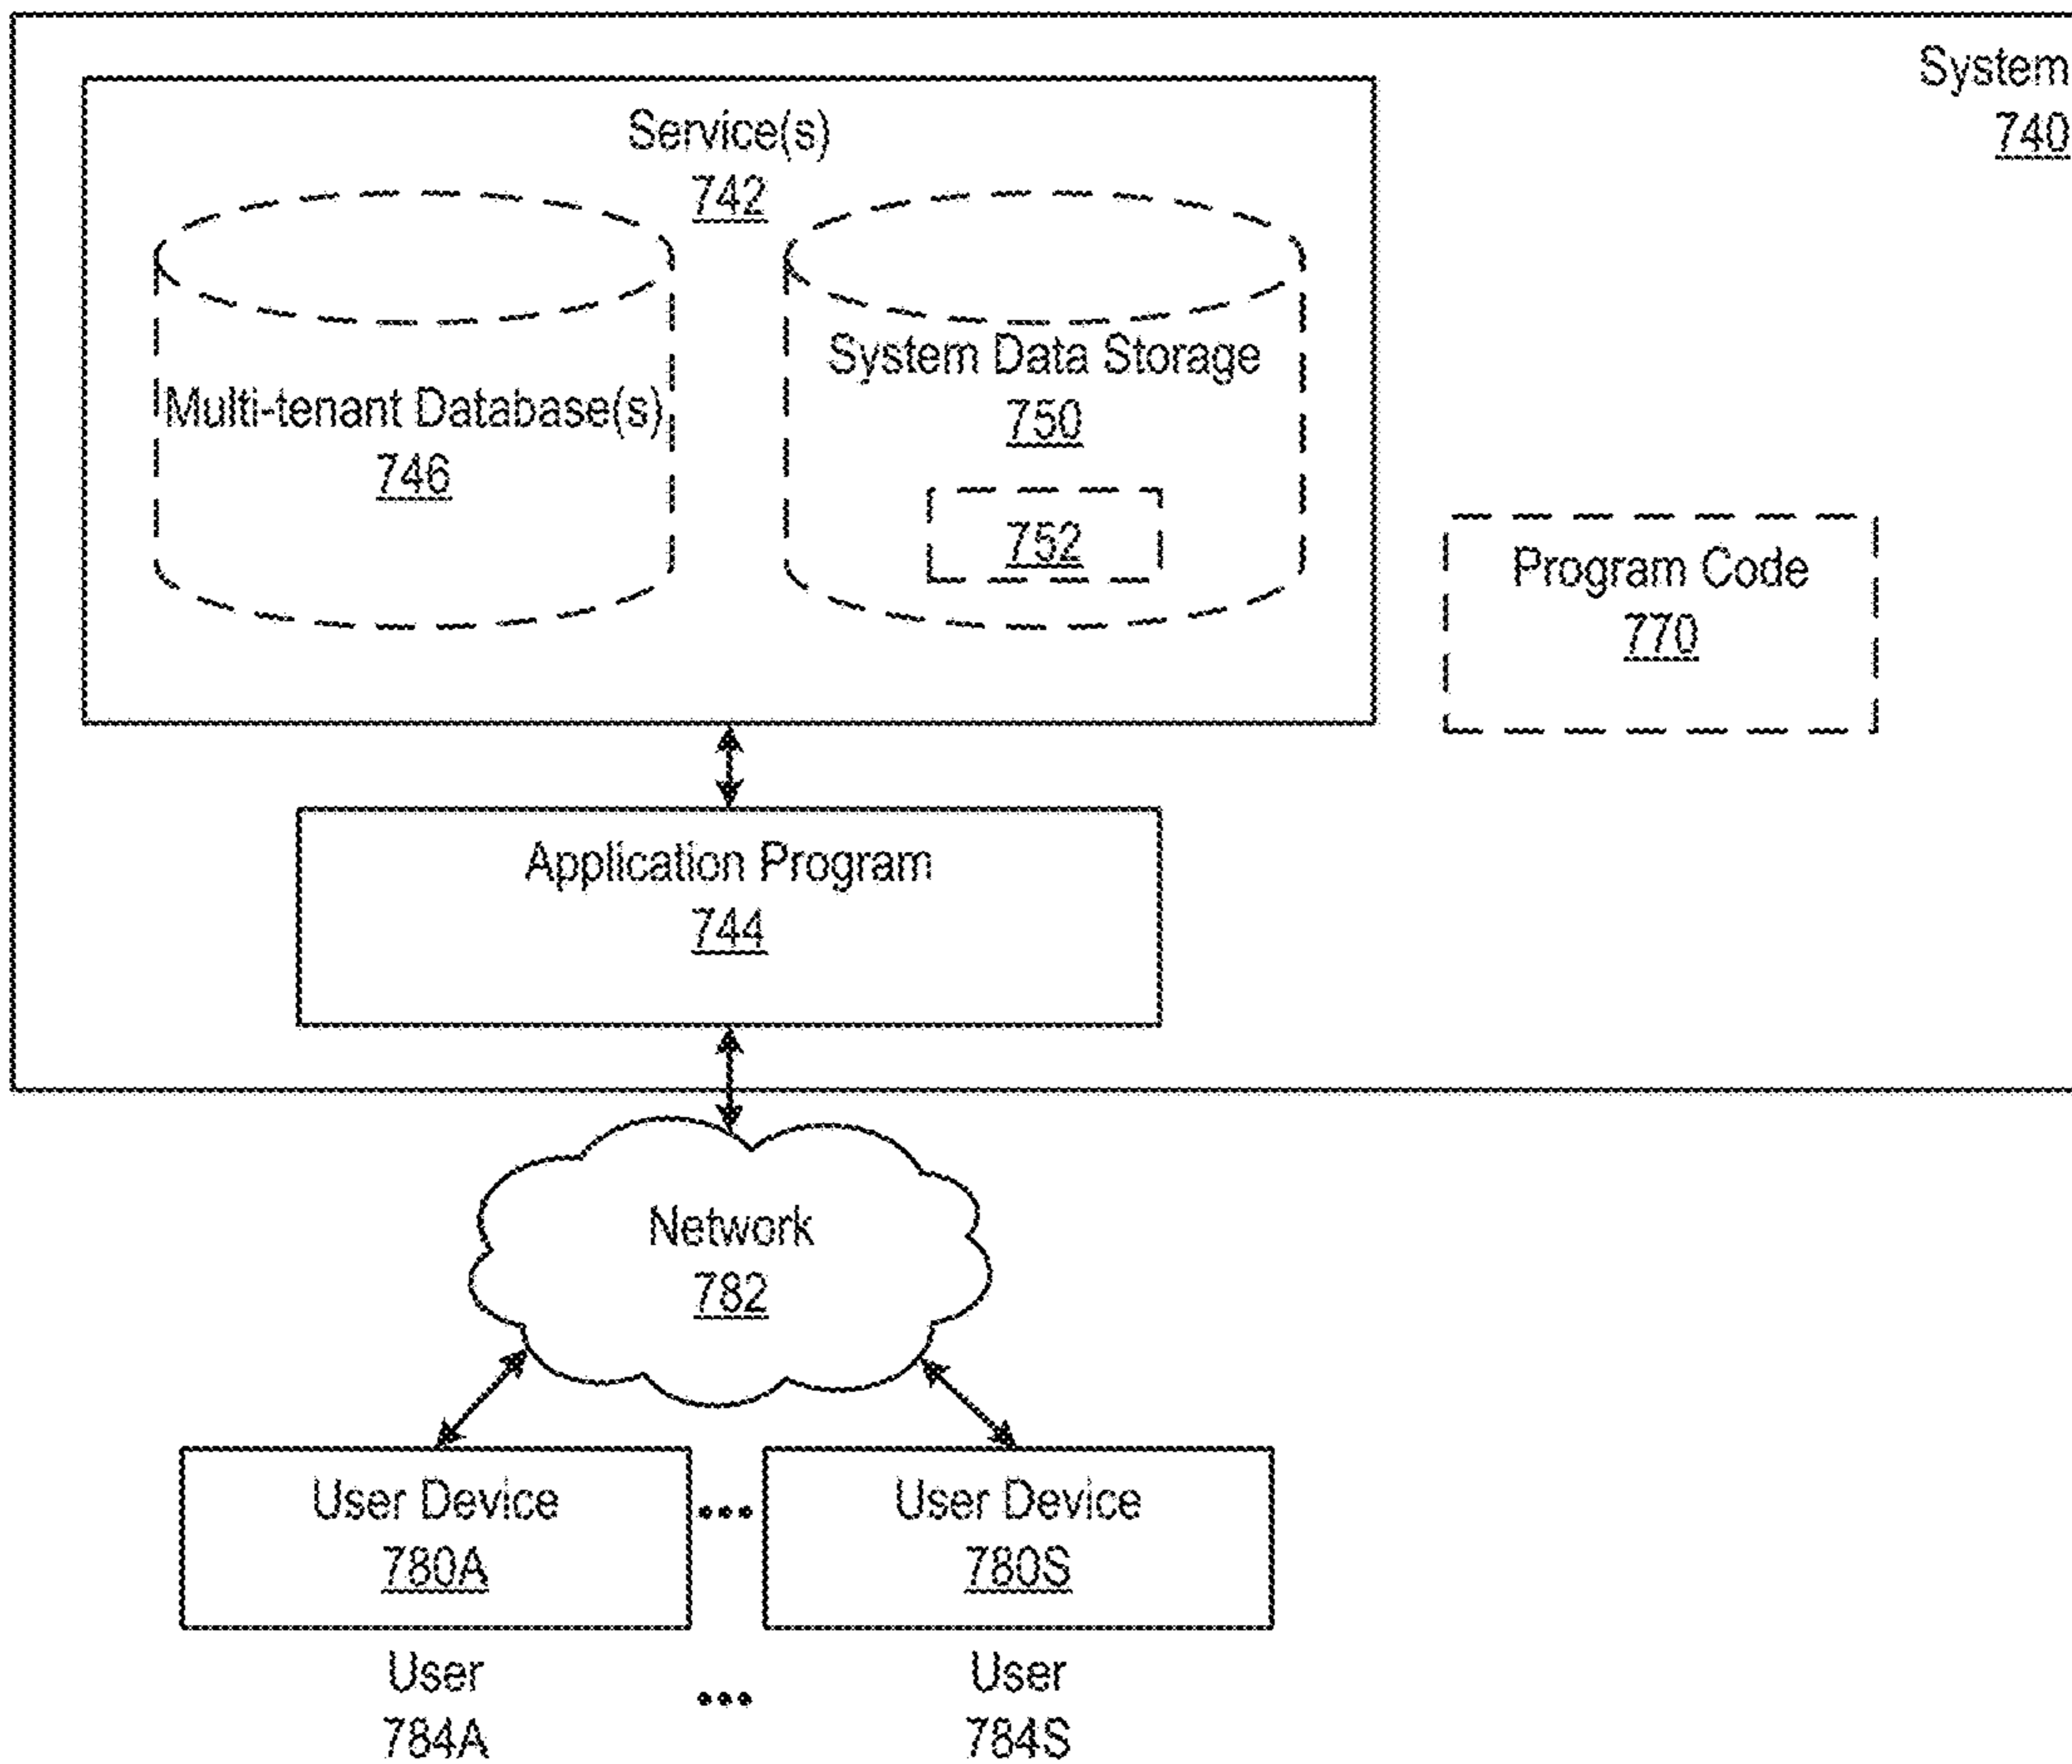 System
740
Service(s)
742
Multi-tenant Database(s)
746
System Data Storage
750
752
Program Code
770
Application Program
744
Network
782
User Device
780A
...
User Device
780S
User
784A
...
User
784S